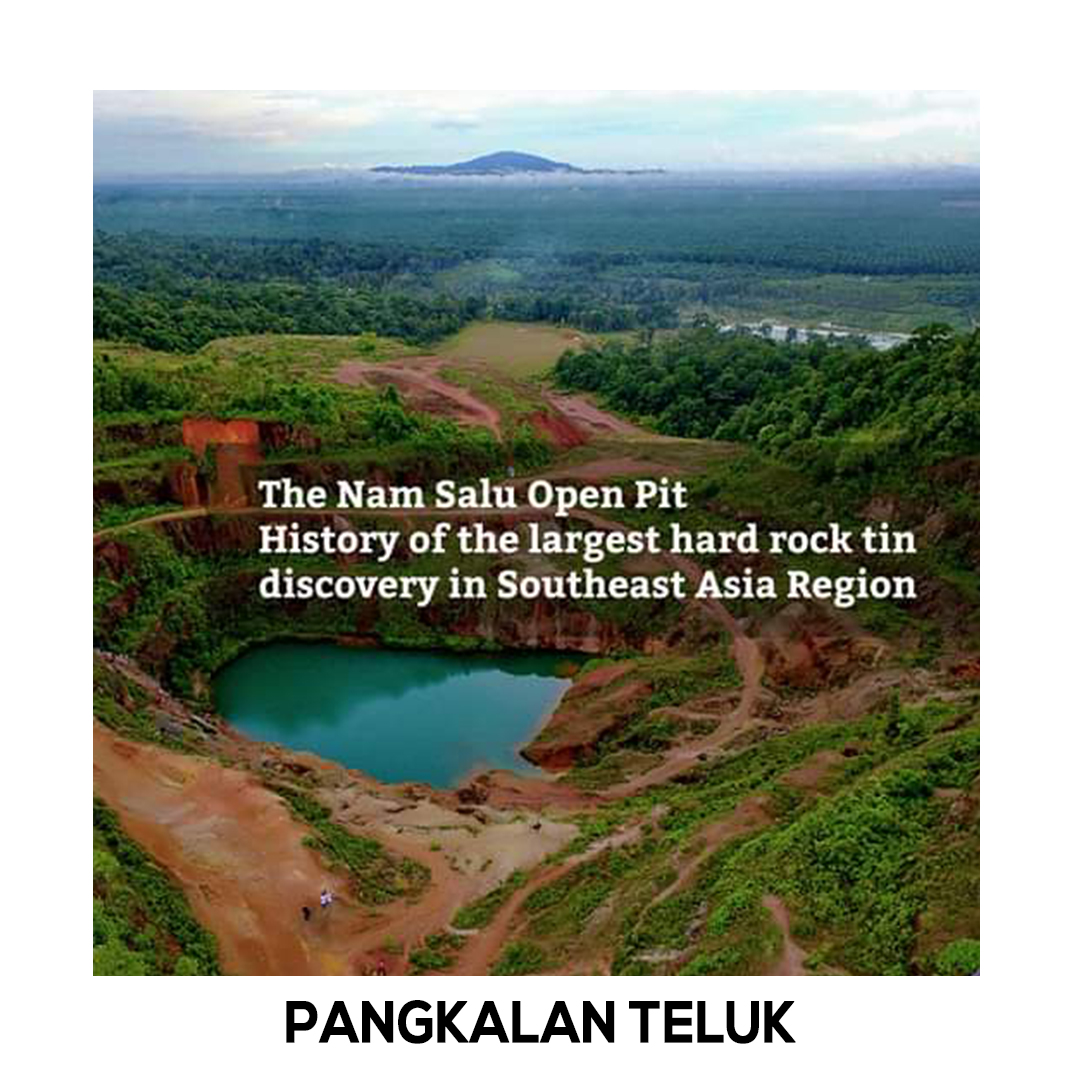 The Nam Salu Open Pit
History of the largest hard rock tin
discovery in Southeast Asia Region
PANGKALAN TELUK